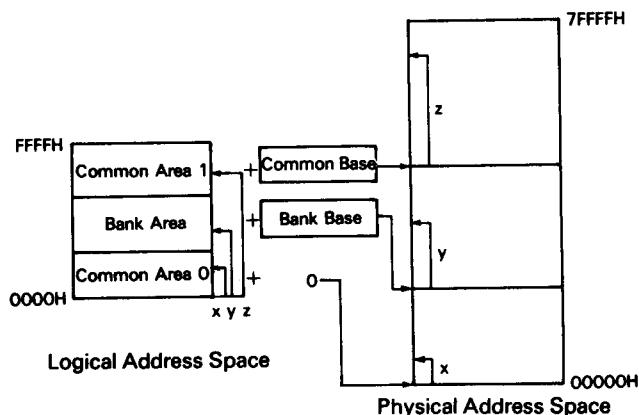 7FFFFH
z
FFFFH
Common Area 1
+
Common Base
Bank Area
+
Bank Base
y
Common Area 0
+
0
0000H
x y z
x
Logical Address Space
00000H
Physical Address Space